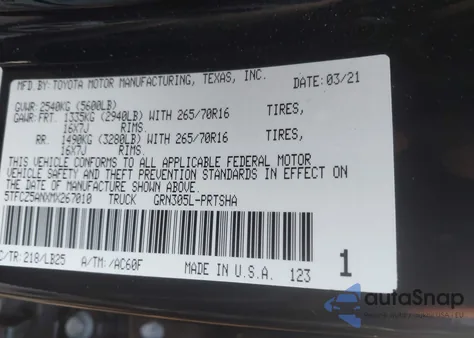 MFD.BY: TOYOTA MOTOR MANUFACTURING, TEXAS, INC. DATE: 03/21
GVWR: 2540KG (5600LB)
GAWR: FRT. 1335KG (2940LB) WITH 265/70R16 TIRES,
16X7J RIMS.
RR. 1490KG (3280LB) WITH 265/70R16 TIRES,
16X7J RIMS.
THIS VEHICLE CONFORMS TO ALL APPLICABLE FEDERAL MOTOR
VEHICLE SAFETY AND THEFT PREVENTION STANDARDS IN EFFECT ON
THE DATE OF MANUFACTURE SHOWN ABOVE.
5TFCZ5ANXMX267010 TRUCK GRN305L-PRTSHA
C/TR: 218/LB25 A/TM: /AC60F MADE IN U.S.A. 123 1
autoSnap